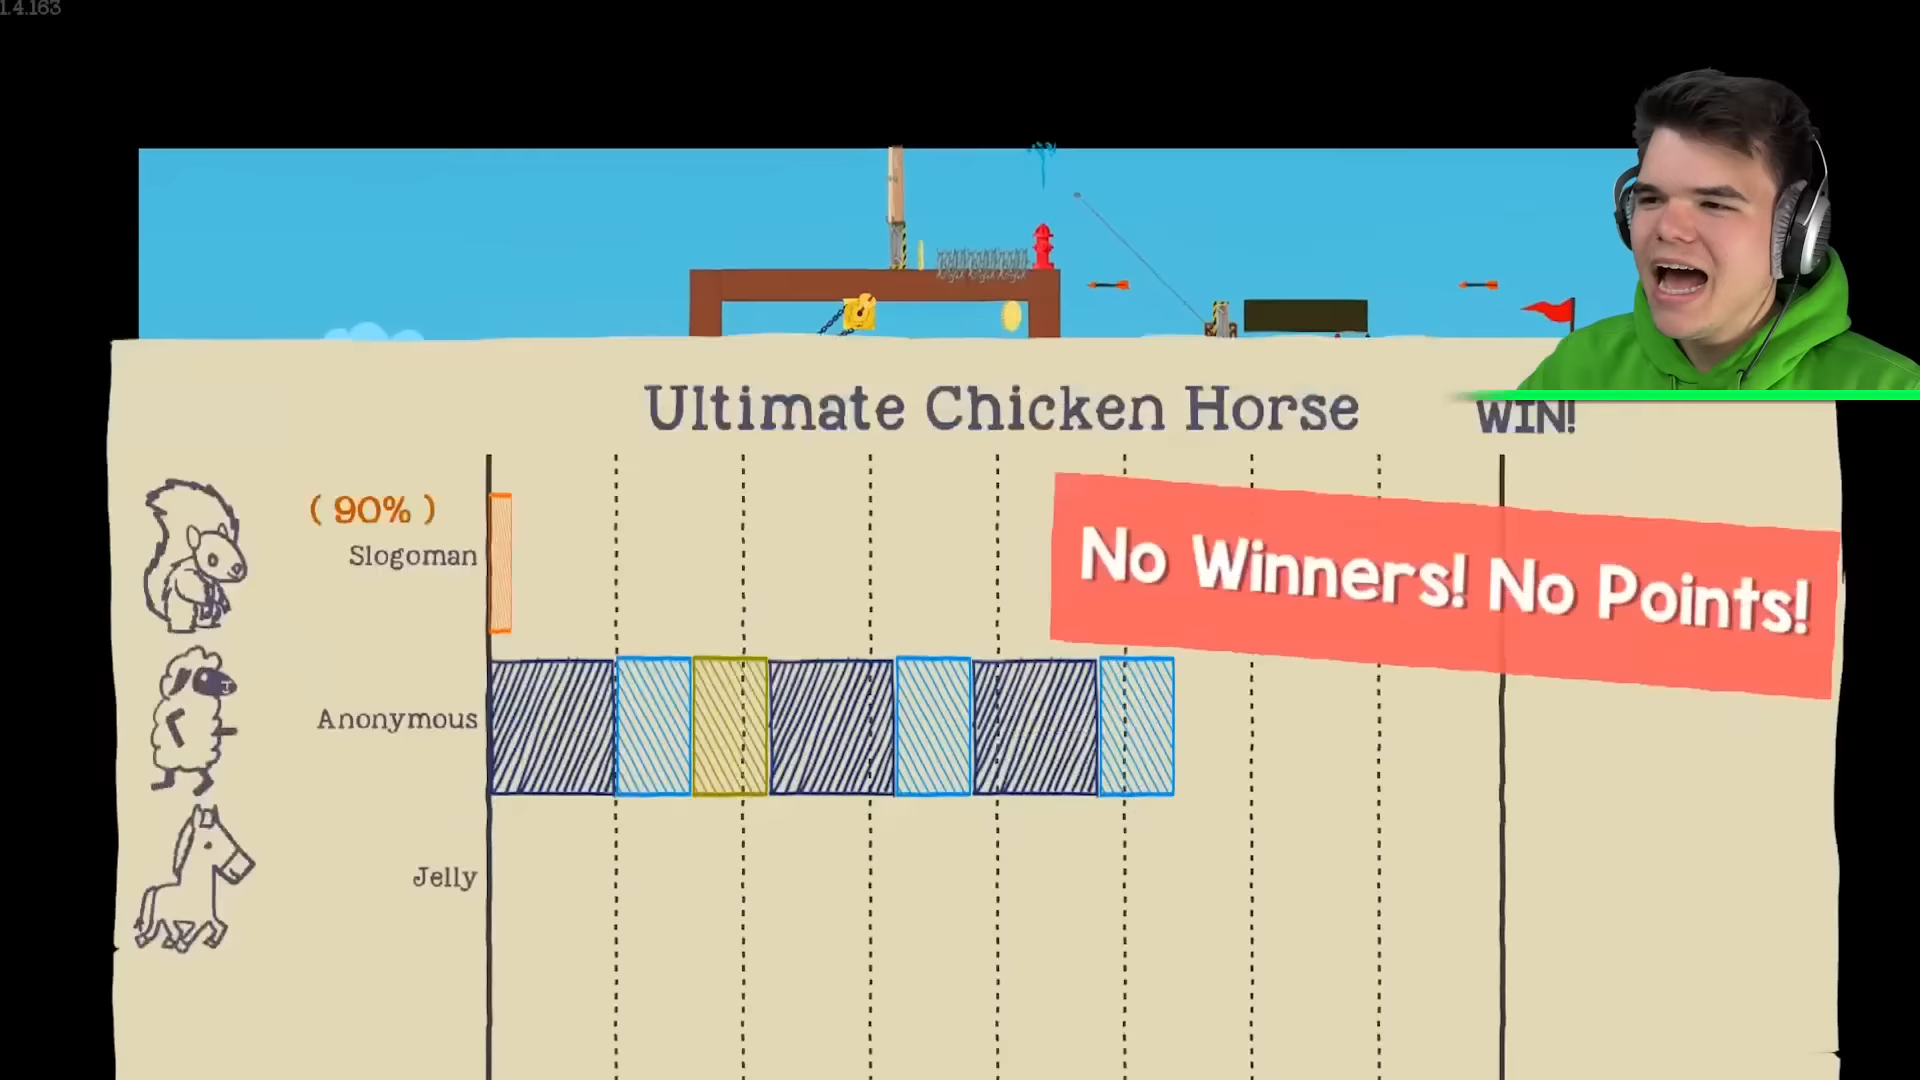 1.4.163
Ultimate Chicken Horse
WIN!
( 90% )
Slogoman
No Winners! No Points!
Anonymous
Jelly